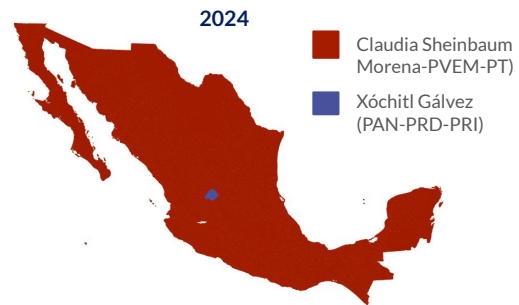 2024
Claudia Sheinbaum
Morena-PVEM-PT)
Xóchitl Gálvez
(PAN-PRD-PRI)